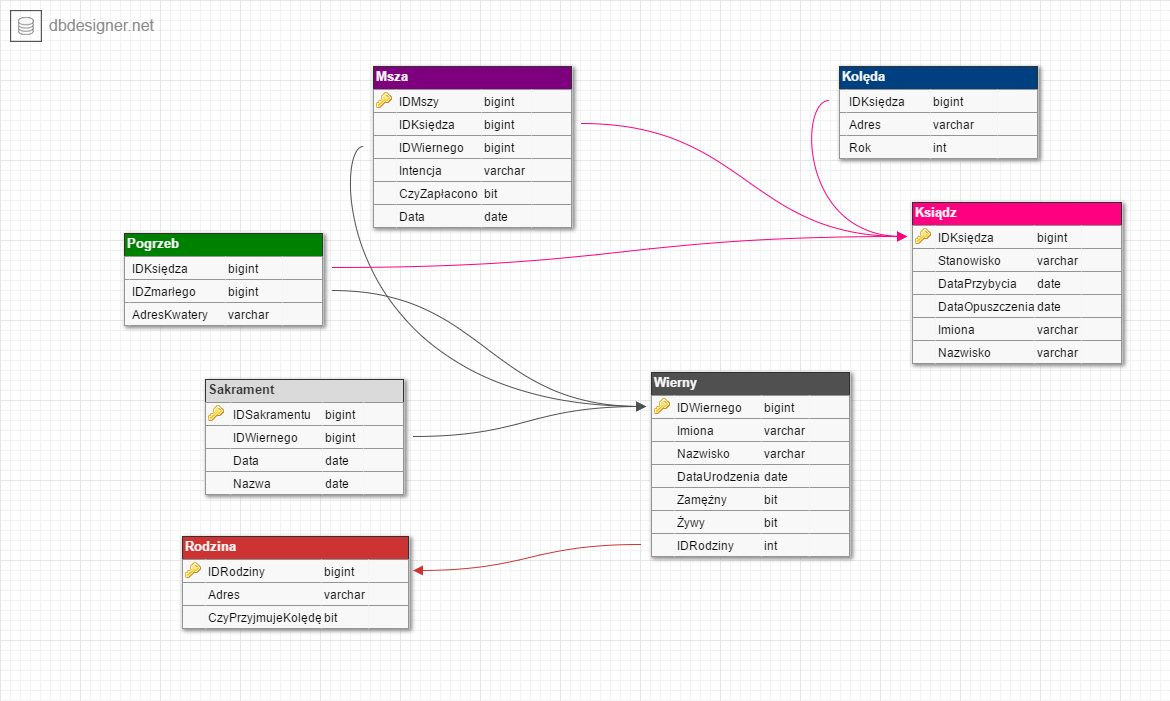 dbdesigner.net
Msza
IDMszy bigint
IDKsiędza bigint
IDWiernego bigint
Intencja varchar
CzyZapłacono bit
Data date
Kolęda
IDKsiędza bigint
Adres varchar
Rok int
Ksiądz
IDKsiędza bigint
Stanowisko varchar
DataPrzybycia date
DataOpuszczenia date
Imiona varchar
Nazwisko varchar
Pogrzeb
IDKsiędza bigint
IDZmarłego bigint
AdresKwatery varchar
Sakrament
IDSakramentu bigint
IDWiernego bigint
Data date
Nazwa date
Wierny
IDWiernego bigint
Imiona varchar
Nazwisko varchar
DataUrodzenia date
Zamężny bit
Żywy bit
IDRodziny int
Rodzina
IDRodziny bigint
Adres varchar
CzyPrzyjmujeKolędę bit